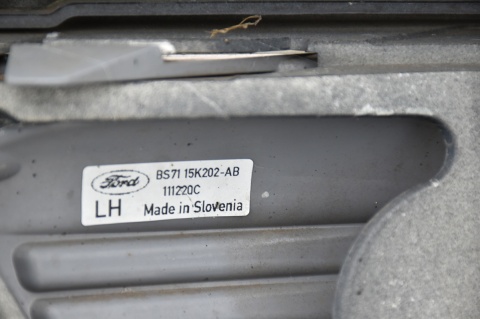 Ford
BS71 15K202-AB
111220C
LH Made in Slovenia